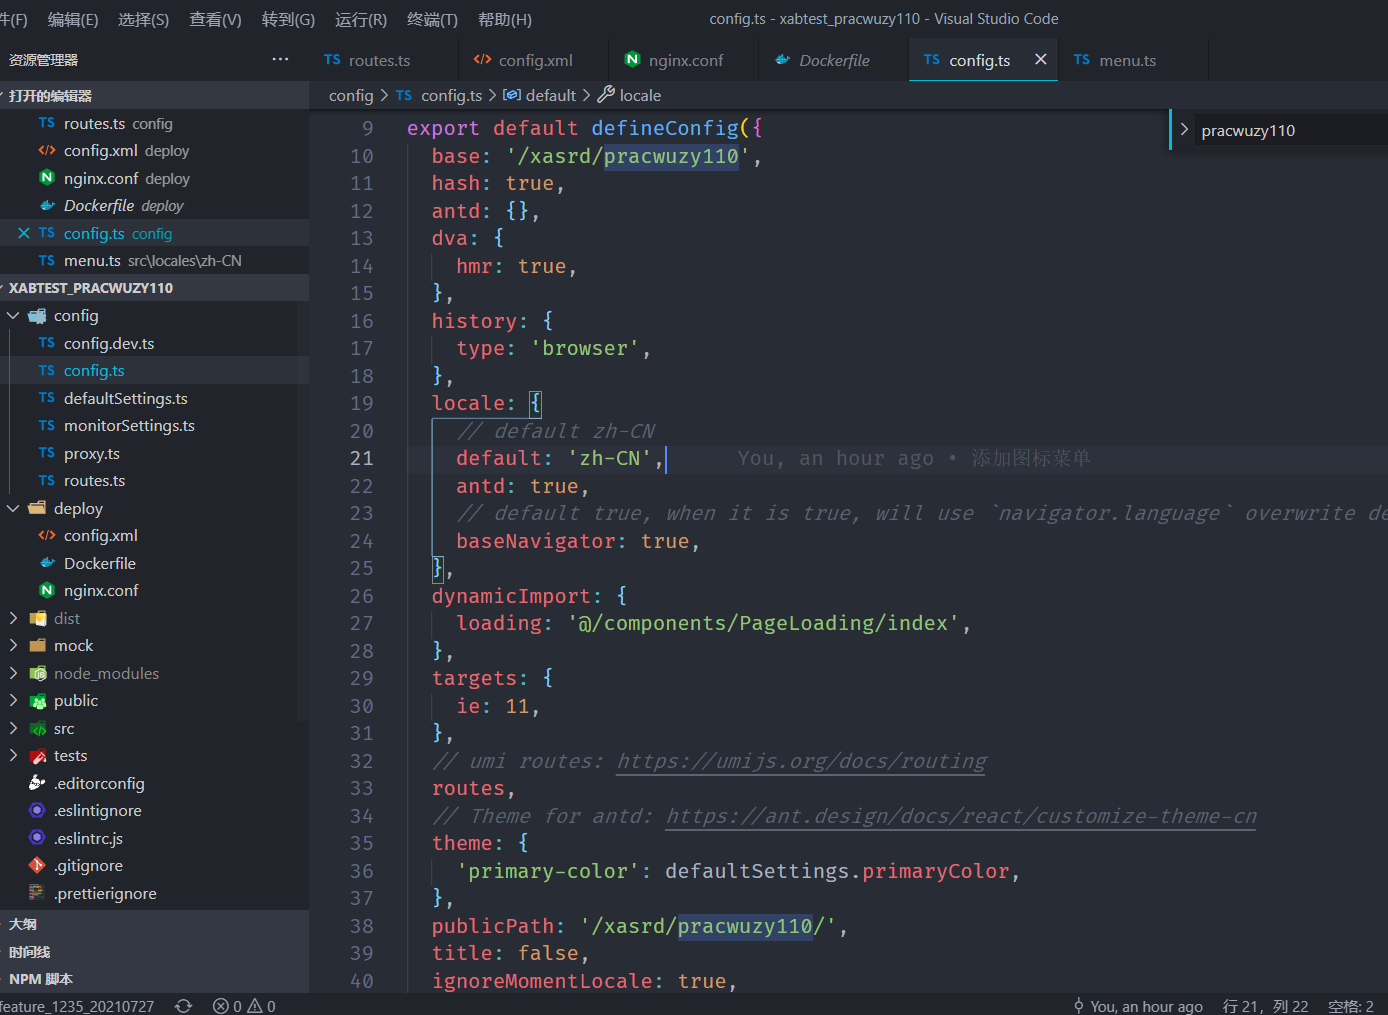 件(F) 编辑(E) 选择(S) 查看(V) 转到(G) 运行(R) 终端(T) 帮助(H) config.ts - xabtest_pracwuzy110 - Visual Studio Code
资源管理器 ···
TS routes.ts config.xml nginx.conf Dockerfile TS config.ts TS menu.ts
打开的编辑器
TS routes.ts config
config.xml deploy
nginx.conf deploy
Dockerfile deploy
TS config.ts config
TS menu.ts src\locales\zh-CN
XABTEST_PRACWUZY110
config
TS config.dev.ts
TS config.ts
TS defaultSettings.ts
TS monitorSettings.ts
TS proxy.ts
TS routes.ts
deploy
config.xml
Dockerfile
nginx.conf
dist
mock
node_modules
public
src
tests
.editorconfig
.eslintignore
.eslintrc.js
.gitignore
.prettierignore
大纲
时间线
NPM 脚本
config > TS config.ts > default > locale
pracwuzy110
9 export default defineConfig({
10 base: '/xasrd/pracwuzy110',
11 hash: true,
12 antd: {},
13 dva: {
14 hmr: true,
15 },
16 history: {
17 type: 'browser',
18 },
19 locale: {
20 // default zh-CN
21 default: 'zh-CN', You, an hour ago • 添加图标菜单
22 antd: true,
23 // default true, when it is true, will use `navigator.language` overwrite de
24 baseNavigator: true,
25 },
26 dynamicImport: {
27 loading: '@/components/PageLoading/index',
28 },
29 targets: {
30 ie: 11,
31 },
32 // umi routes: https://umijs.org/docs/routing
33 routes,
34 // Theme for antd: https://ant.design/docs/react/customize-theme-cn
35 theme: {
36 'primary-color': defaultSettings.primaryColor,
37 },
38 publicPath: '/xasrd/pracwuzy110/',
39 title: false,
40 ignoreMomentLocale: true,
feature_1235_20210727 0 0 You, an hour ago 行 21，列 22 空格: 2